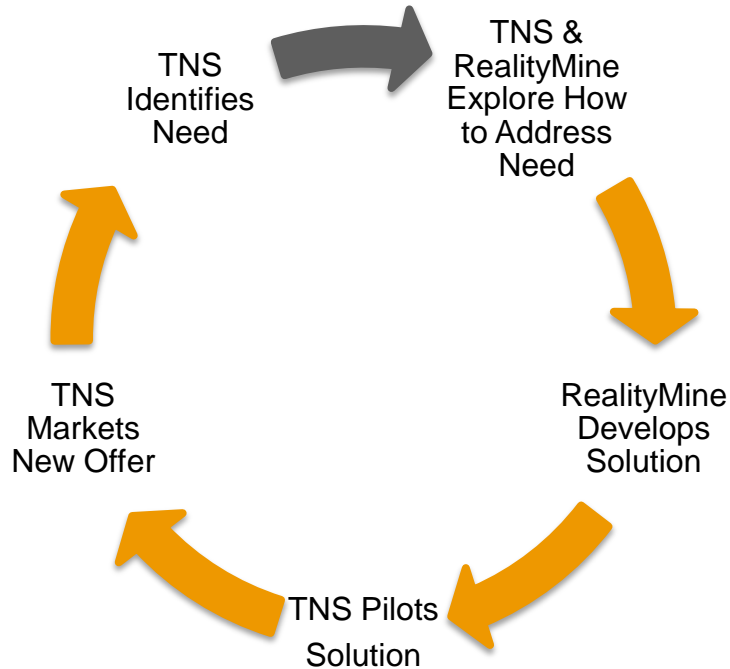 TNS
Identifies
Need
TNS &
RealityMine
Explore How
to Address
Need
RealityMine
Develops
Solution
TNS Pilots
Solution
TNS
Markets
New Offer